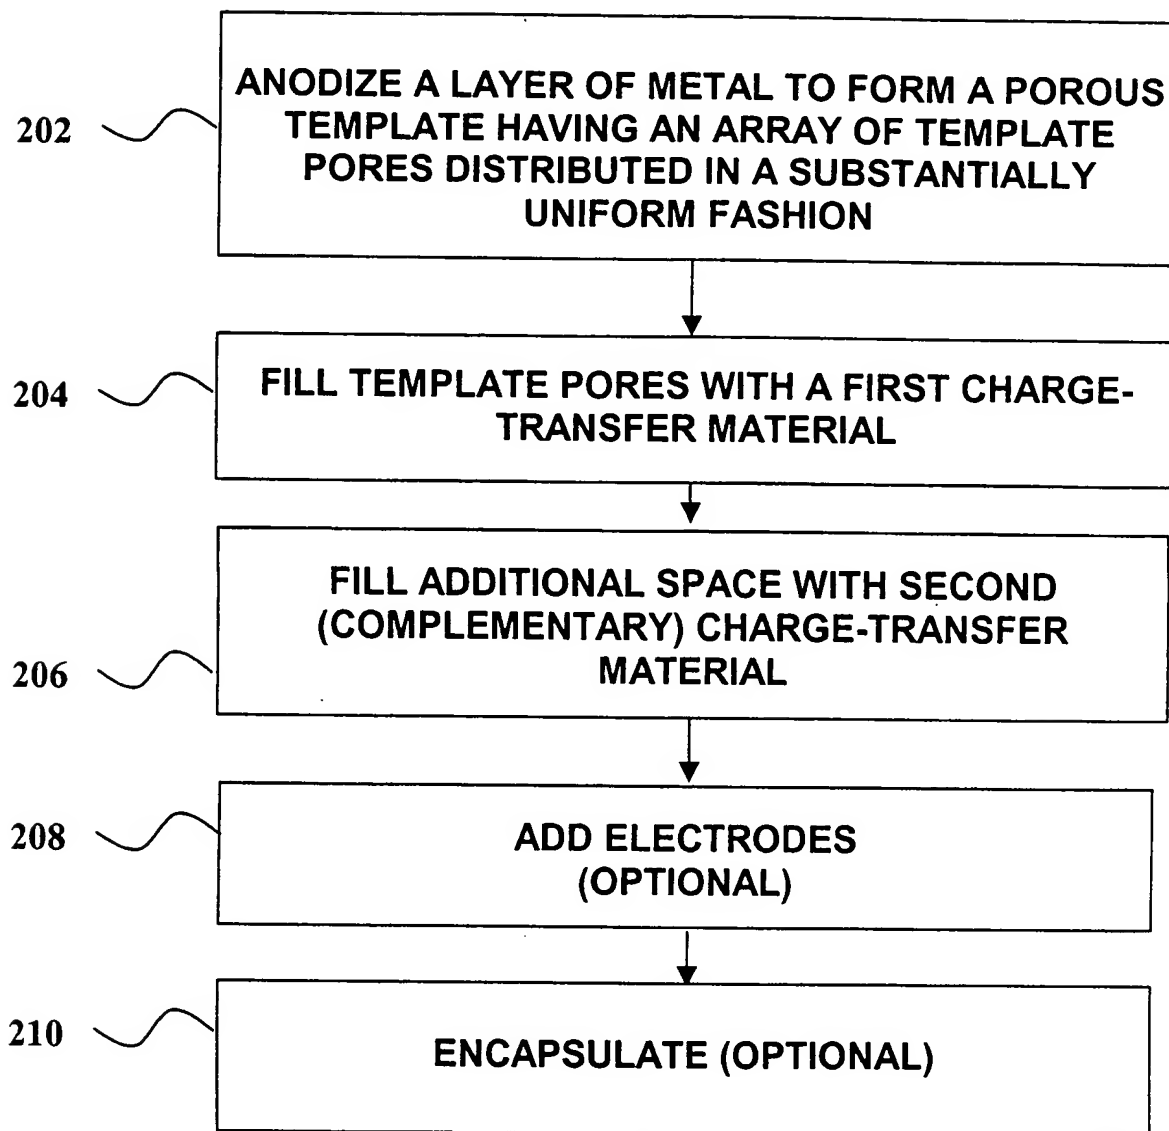 202
ANODIZE A LAYER OF METAL TO FORM A POROUS
TEMPLATE HAVING AN ARRAY OF TEMPLATE
PORES DISTRIBUTED IN A SUBSTANTIALLY
UNIFORM FASHION
204
FILL TEMPLATE PORES WITH A FIRST CHARGE-
TRANSFER MATERIAL
206
FILL ADDITIONAL SPACE WITH SECOND
(COMPLEMENTARY) CHARGE-TRANSFER
MATERIAL
208
ADD ELECTRODES
(OPTIONAL)
210
ENCAPSULATE (OPTIONAL)